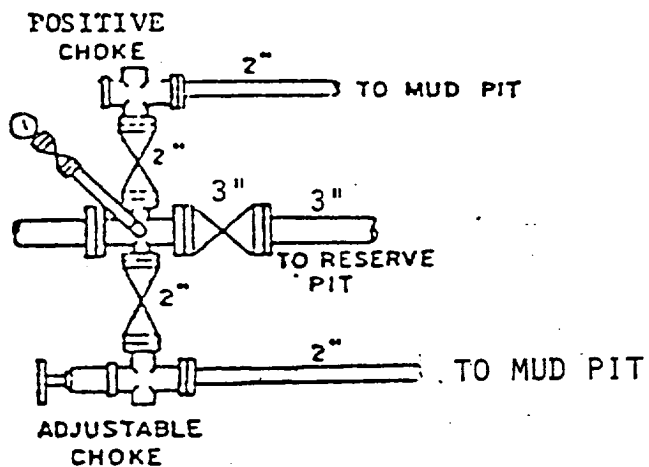 POSITIVE
CHOKE
2"
TO MUD PIT
2"
3"
3"
TO RESERVE
PIT
2"
2"
TO MUD PIT
ADJUSTABLE
CHOKE